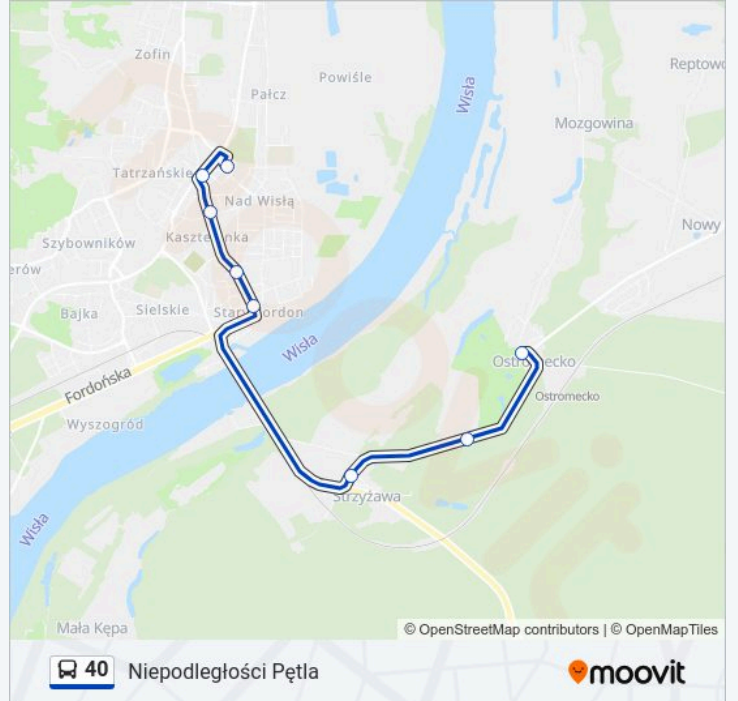 Zofin
Powiśle
Wisła
Reptowo
Pałcz
Mozgowina
Tatrzańskie
Nad Wisłą
Nowy
Szybowników
Kasztelanka
erów
Bajka
Sielskie
Stary Fordon
Wisła
Ostromecko
Fordońska
Ostromecko
Wyszogród
Strzyżawa
Wisła
Mała Kępa
© OpenStreetMap contributors | © OpenMapTiles
40 Niepodległości Pętla
moovit